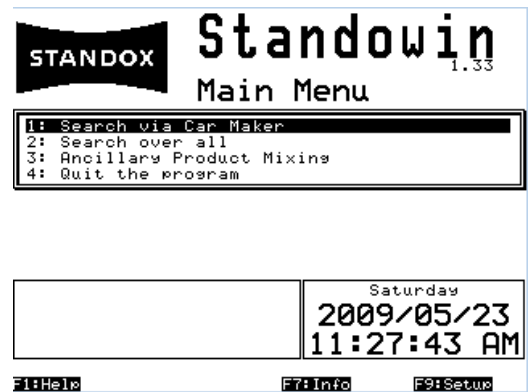 STANDOX
Standowin
1.33
Main Menu
1: Search via Car Maker
2: Search over all
3: Ancillary Product Mixing
4: Quit the program
Saturday
2009/05/23
11:27:43 AM
F1:Help F7:Info F9:Setup